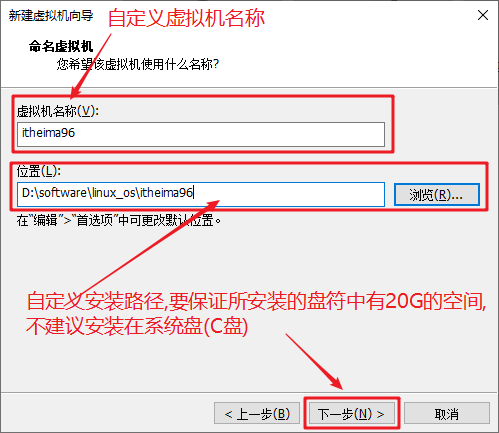 新建虚拟机向导
自定义虚拟机名称
命名虚拟机
您希望该虚拟机使用什么名称?
虚拟机名称(V):
itheima96
位置(L):
D:\software\linux_os\itheima96
浏览(R)...
在“编辑”>“首选项”中可更改默认位置。
自定义安装路径,要保证所安装的盘符中有20G的空间,
不建议安装在系统盘(C盘)
< 上一步(B)
下一步(N) >
取消